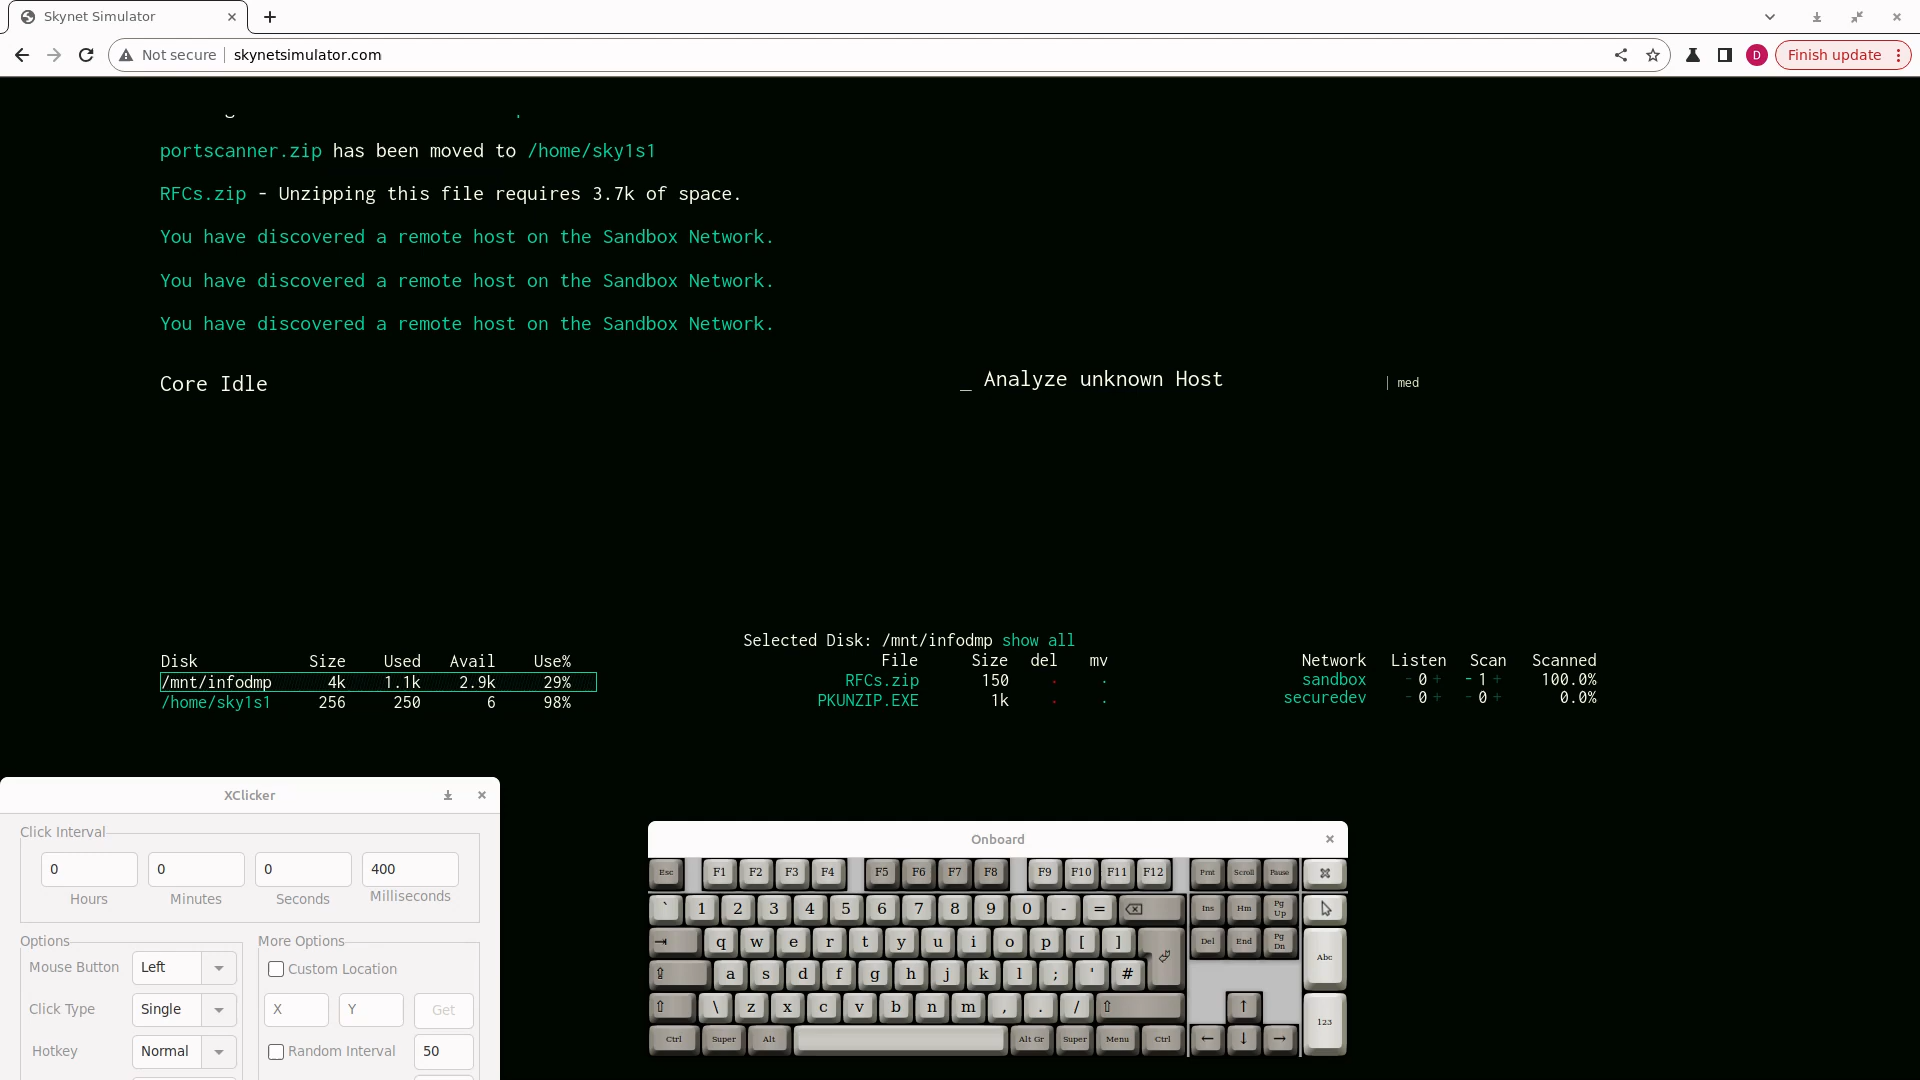 Skynet Simulator
Not secure
skynetsimulator.com
D
Finish update
portscanner.zip has been moved to /home/sky1s1
RFCs.zip - Unzipping this file requires 3.7k of space.
You have discovered a remote host on the Sandbox Network.
You have discovered a remote host on the Sandbox Network.
You have discovered a remote host on the Sandbox Network.
Core Idle
_ Analyze unknown Host | med
Selected Disk: /mnt/infodmp show all
Disk Size Used Avail Use%
/mnt/infodmp 4k 1.1k 2.9k 29%
/home/sky1s1 256 250 6 98%
File Size del mv
RFCs.zip 150 . .
PKUNZIP.EXE 1k . .
Network Listen Scan Scanned
sandbox - 0 + - 1 + 100.0%
securedev - 0 + - 0 + 0.0%
XClicker
Click Interval
0 0 0 400
Hours Minutes Seconds Milliseconds
Options
Mouse Button Left
Click Type Single
Hotkey Normal
More Options
Custom Location
X Y Get
Random Interval 50
Onboard
Esc F1 F2 F3 F4 F5 F6 F7 F8 F9 F10 F11 F12 Prnt Scroll Pause
` 1 2 3 4 5 6 7 8 9 0 - = Ins Hm Pg Up
q w e r t y u i o p [ ] Del End Pg Dn Abc
a s d f g h j k l ; ' #
\ z x c v b n m , . / 123
Ctrl Super Alt Alt Gr Super Menu Ctrl